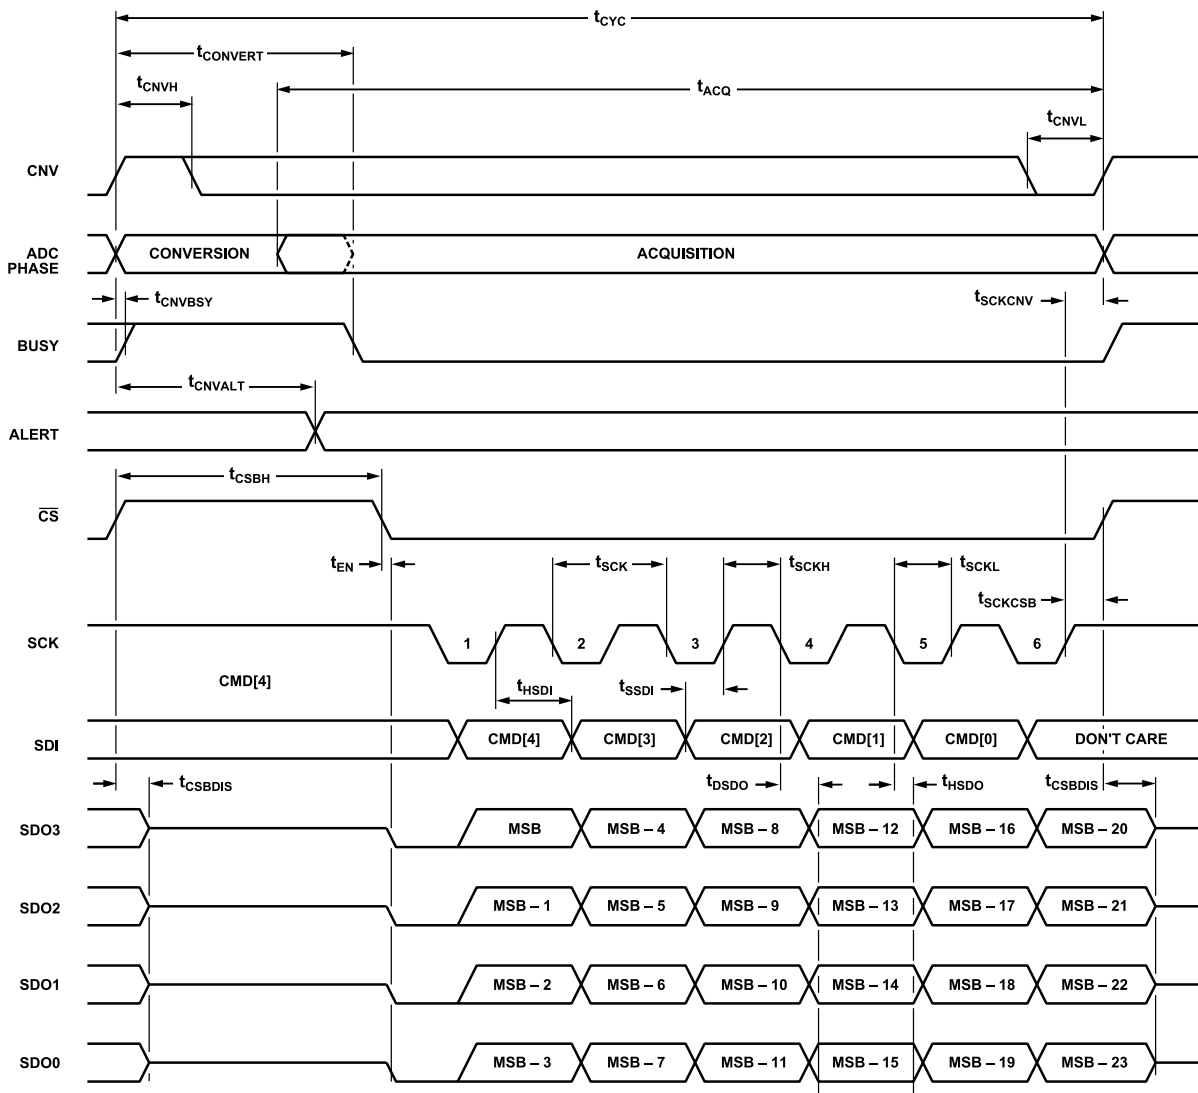 tCYC
tCONVERT
tCNVH
tACQ
tCNVL
CNV
ADC PHASE
CONVERSION
ACQUISITION
tCNVBSY
tSCKCNV
BUSY
tCNVALT
ALERT
tCSBH
CS
tEN
tSCK
tSCKH
tSCKL
tSCKCSB
SCK
1 2 3 4 5 6
CMD[4]
tHSDI
tSSDI
SDI
CMD[4] CMD[3] CMD[2] CMD[1] CMD[0] DON'T CARE
tCSBDIS
tDSDO
tHSDO
tCSBDIS
SDO3
MSB MSB – 4 MSB – 8 MSB – 12 MSB – 16 MSB – 20
SDO2
MSB – 1 MSB – 5 MSB – 9 MSB – 13 MSB – 17 MSB – 21
SDO1
MSB – 2 MSB – 6 MSB – 10 MSB – 14 MSB – 18 MSB – 22
SDO0
MSB – 3 MSB – 7 MSB – 11 MSB – 15 MSB – 19 MSB – 23